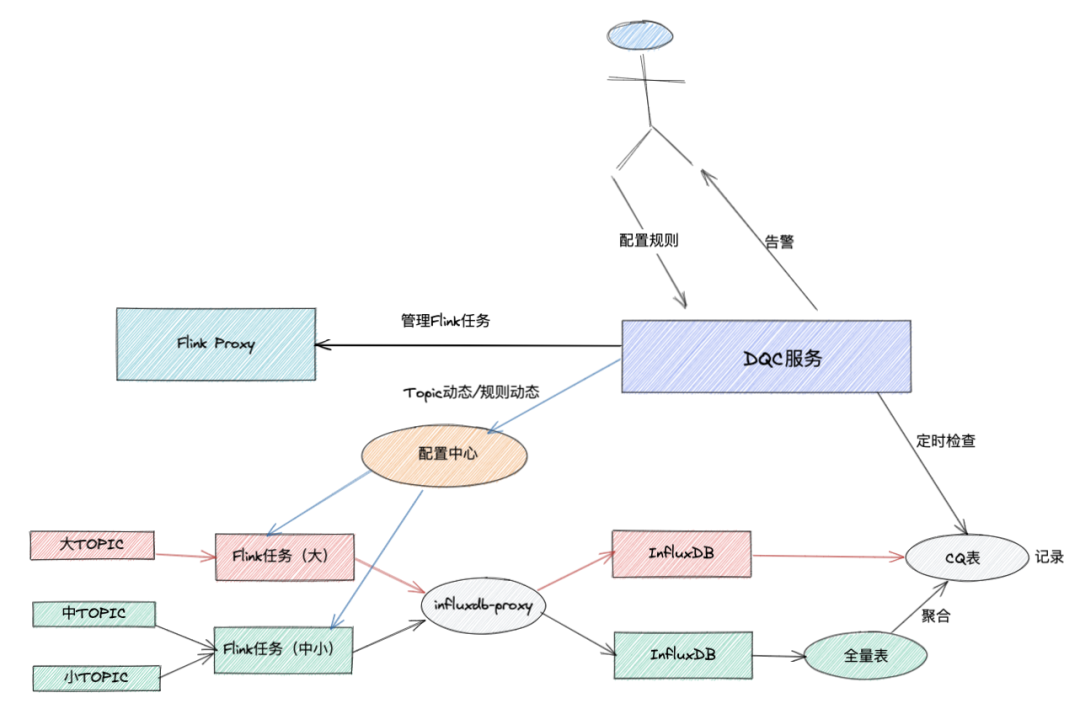 配置规则
告警
管理Flink任务
Flink Proxy
DQC服务
Topic动态/规则动态
配置中心
定时检查
大TOPIC
Flink任务（大）
InfluxDB
CQ表
记录
influxdb-proxy
中TOPIC
聚合
Flink任务（中小）
InfluxDB
全量表
小TOPIC